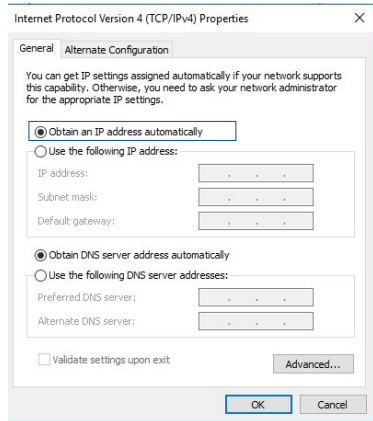 Internet Protocol Version 4 (TCP/IPv4) Properties
General
Alternate Configuration
You can get IP settings assigned automatically if your network supports
this capability. Otherwise, you need to ask your network administrator
for the appropriate IP settings.
Obtain an IP address automatically
Use the following IP address:
IP address:
Subnet mask:
Default gateway:
Obtain DNS server address automatically
Use the following DNS server addresses:
Preferred DNS server:
Alternate DNS server:
Validate settings upon exit
Advanced...
OK
Cancel